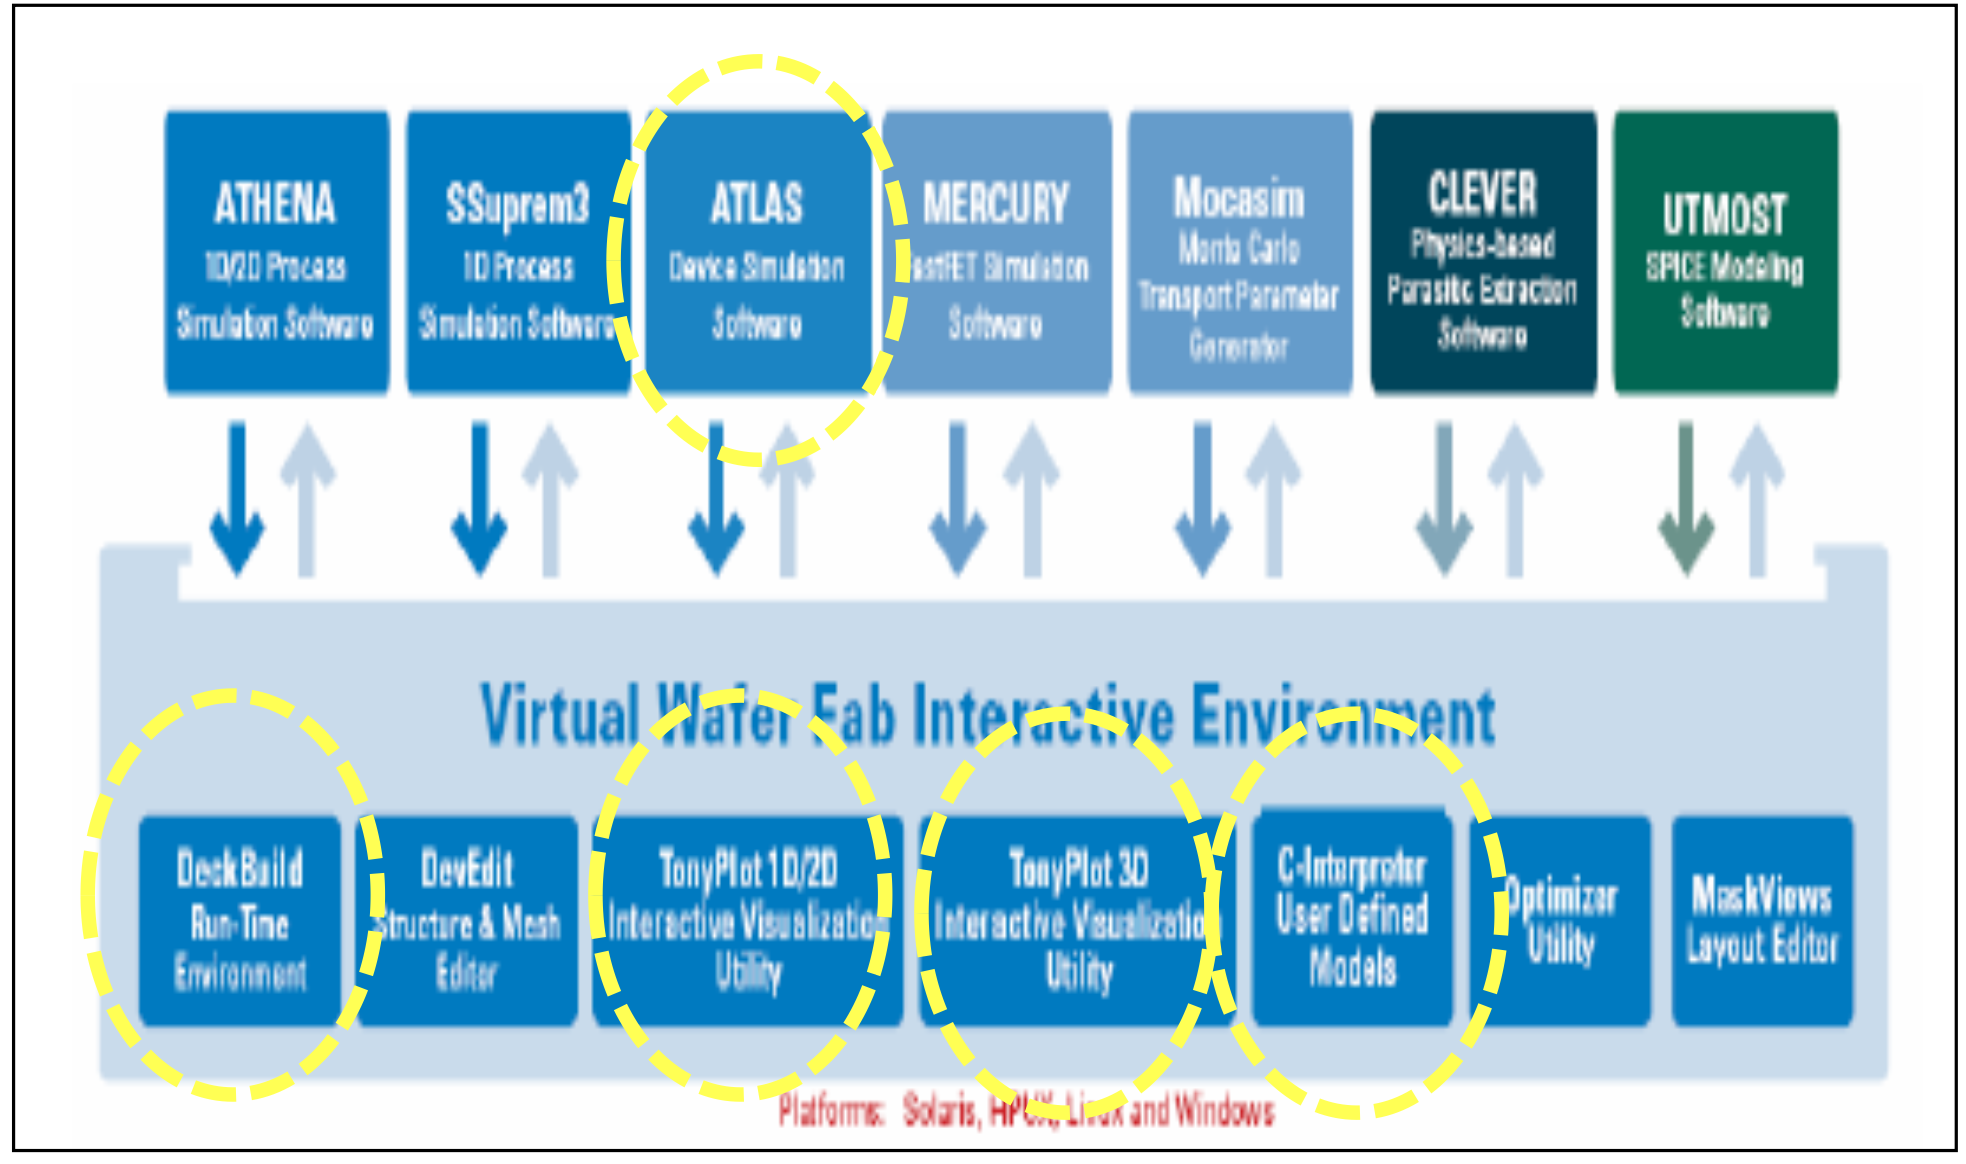 ATHENA
1D/2D Process
Simulation Software
SSuprem3
1D Process
Simulation Software
ATLAS
Device Simulation
Software
MERCURY
FastFET Simulation
Software
Mocasim
Monte Carlo
Transport Parameter
Generator
CLEVER
Physics-based
Parasitic Extraction
Software
UTMOST
SPICE Modeling
Software
Virtual Wafer Fab Interactive Environment
DeckBuild
Run-Time
Environment
DevEdit
Structure & Mesh
Editor
TonyPlot 1D/2D
Interactive Visualization
Utility
TonyPlot 3D
Interactive Visualization
Utility
C-Interpreter
User Defined
Models
Optimizer
Utility
MaskViews
Layout Editor
Platforms: Solaris, HPUX, Linux and Windows